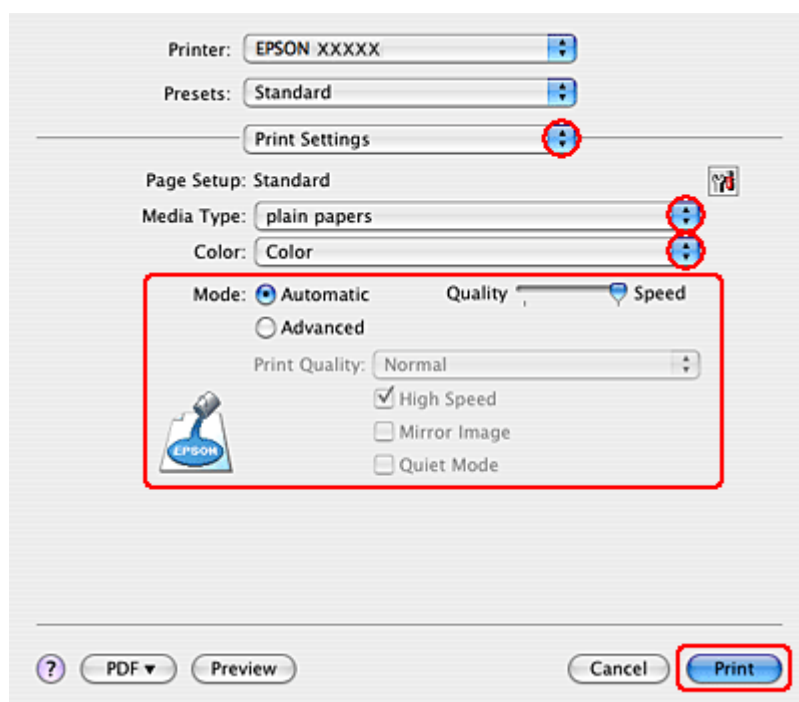 Printer: EPSON XXXXX
Presets: Standard
Print Settings
Page Setup: Standard
Media Type: plain papers
Color: Color
Mode: Automatic Quality Speed
Advanced
Print Quality: Normal
High Speed
Mirror Image
Quiet Mode
EPSON
? PDF ▼ Preview Cancel Print